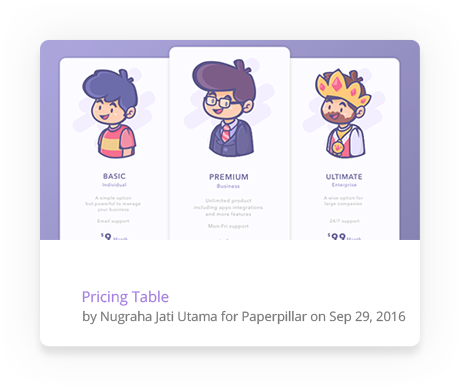 BASIC
Individual
A simple option
but powerful to manage
your business
Email support
$9 /Month
PREMIUM
Business
Unlimited product
including apps integrations
and more features
Mon-Fri support
ULTIMATE
Enterprise
A wise option for
large companies
24/7 support
$99 /Month
Pricing Table
by Nugraha Jati Utama for Paperpillar on Sep 29, 2016